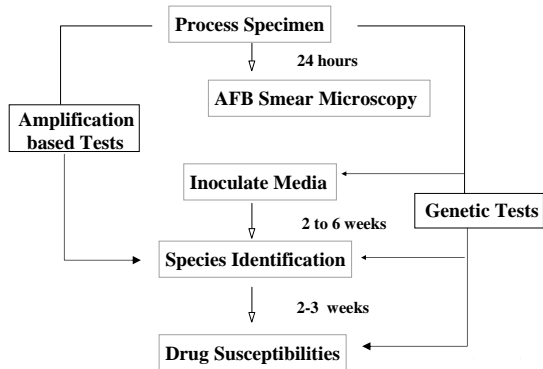 Process Specimen
24 hours
AFB Smear Microscopy
Amplification
based Tests
Inoculate Media
Genetic Tests
2 to 6 weeks
Species Identification
2-3 weeks
Drug Susceptibilities